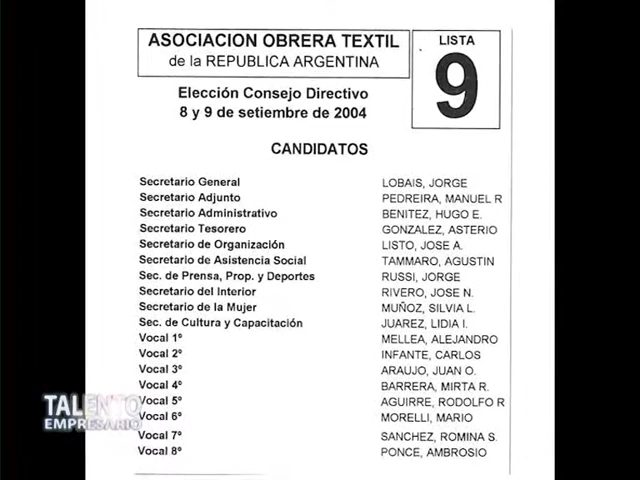 ASOCIACION OBRERA TEXTIL
de la REPUBLICA ARGENTINA
LISTA
9
Elección Consejo Directivo
8 y 9 de setiembre de 2004
CANDIDATOS
Secretario General LOBAIS, JORGE
Secretario Adjunto PEDREIRA, MANUEL R
Secretario Administrativo BENITEZ, HUGO E.
Secretario Tesorero GONZALEZ, ASTERIO
Secretario de Organización LISTO, JOSE A.
Secretario de Asistencia Social TAMMARO, AGUSTIN
Sec. de Prensa, Prop. y Deportes RUSSI, JORGE
Secretario del Interior RIVERO, JOSE N.
Secretario de la Mujer MUÑOZ, SILVIA L.
Sec. de Cultura y Capacitación JUAREZ, LIDIA I.
Vocal 1º MELLEA, ALEJANDRO
Vocal 2º INFANTE, CARLOS
Vocal 3º ARAUJO, JUAN O.
Vocal 4º BARRERA, MIRTA R.
Vocal 5º AGUIRRE, RODOLFO R
Vocal 6º MORELLI, MARIO
Vocal 7º SANCHEZ, ROMINA S.
Vocal 8º PONCE, AMBROSIO
TALENTO
EMPRESARIO